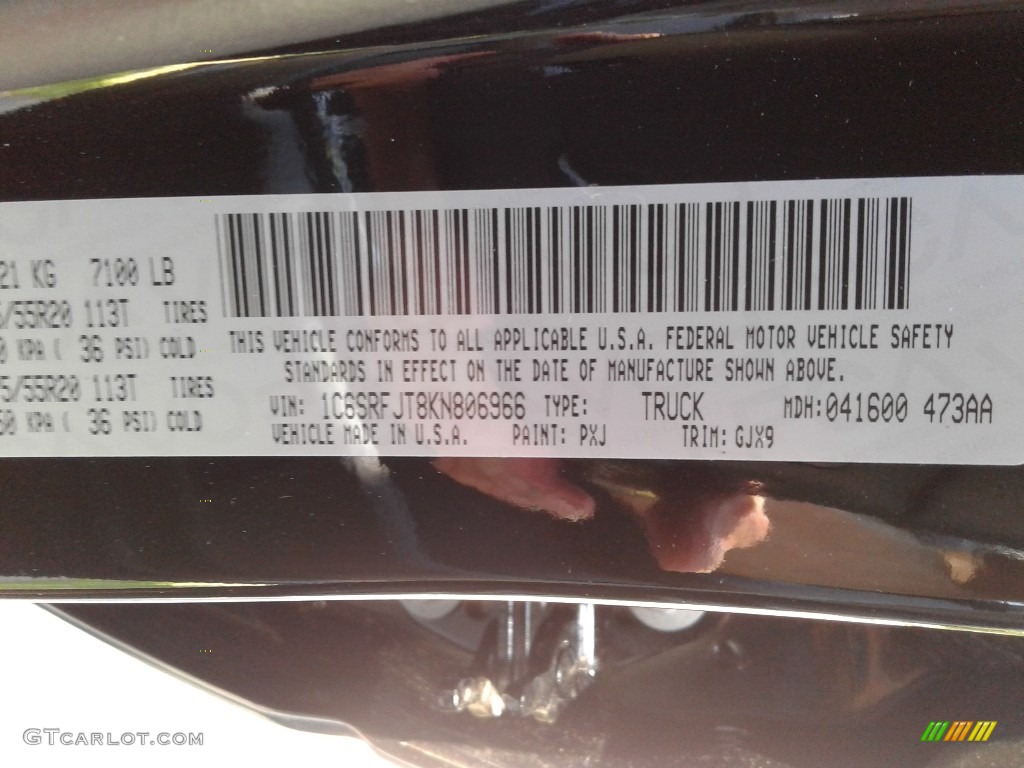 21 KG 7100 LB
/55R20 113T TIRES
KPA ( 36 PSI) COLD
5/55R20 113T TIRES
50 KPA ( 36 PSI) COLD
THIS VEHICLE CONFORMS TO ALL APPLICABLE U.S.A. FEDERAL MOTOR VEHICLE SAFETY
STANDARDS IN EFFECT ON THE DATE OF MANUFACTURE SHOWN ABOVE.
VIN: 1C6SRFJT8KN806966 TYPE: TRUCK MDH:041600 473AA
VEHICLE MADE IN U.S.A. PAINT: PXJ TRIM: GJX9
GTCARLOT.COM